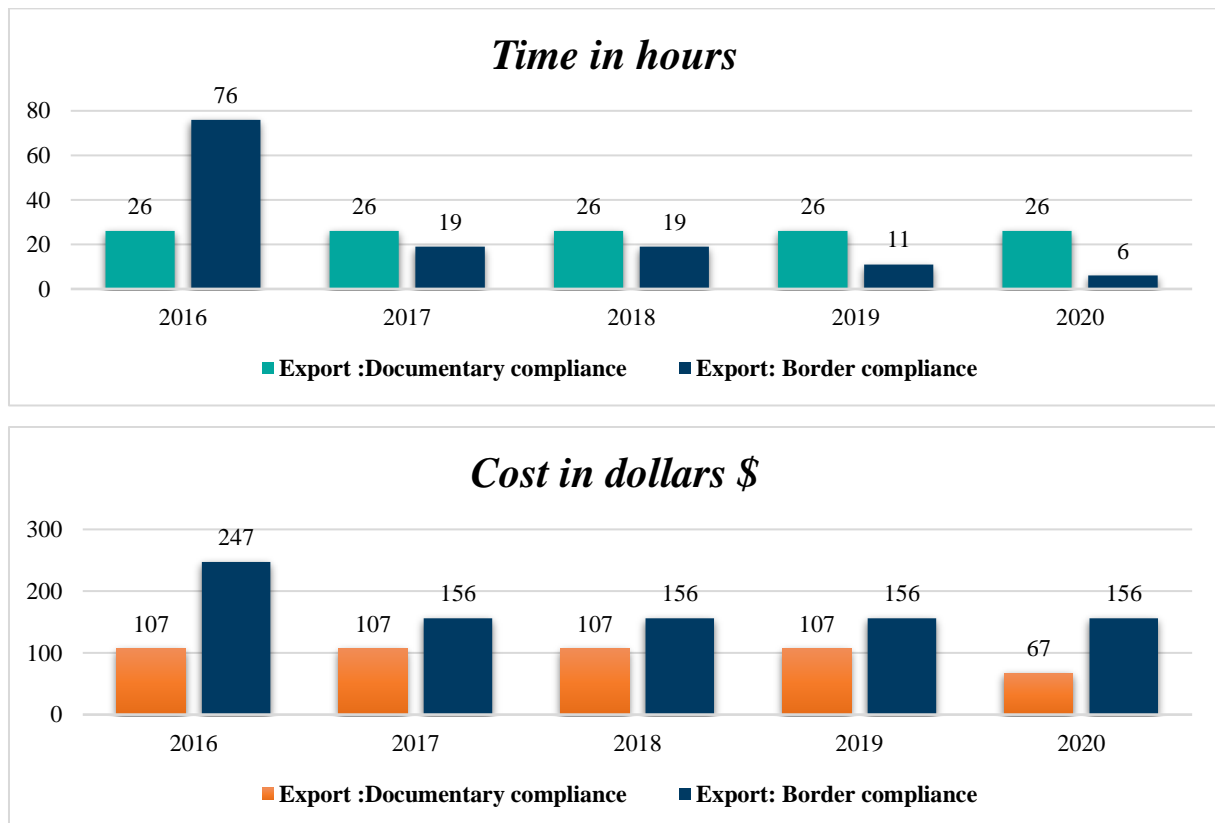 Time in hours
76
80
60
40
26 26 26 26 26
19 19
20
11
6
0
2016 2017 2018 2019 2020
Export :Documentary compliance Export: Border compliance
Cost in dollars $
300
247
200
156 156 156 156
107 107 107 107
100
67
0
2016 2017 2018 2019 2020
Export :Documentary compliance Export: Border compliance